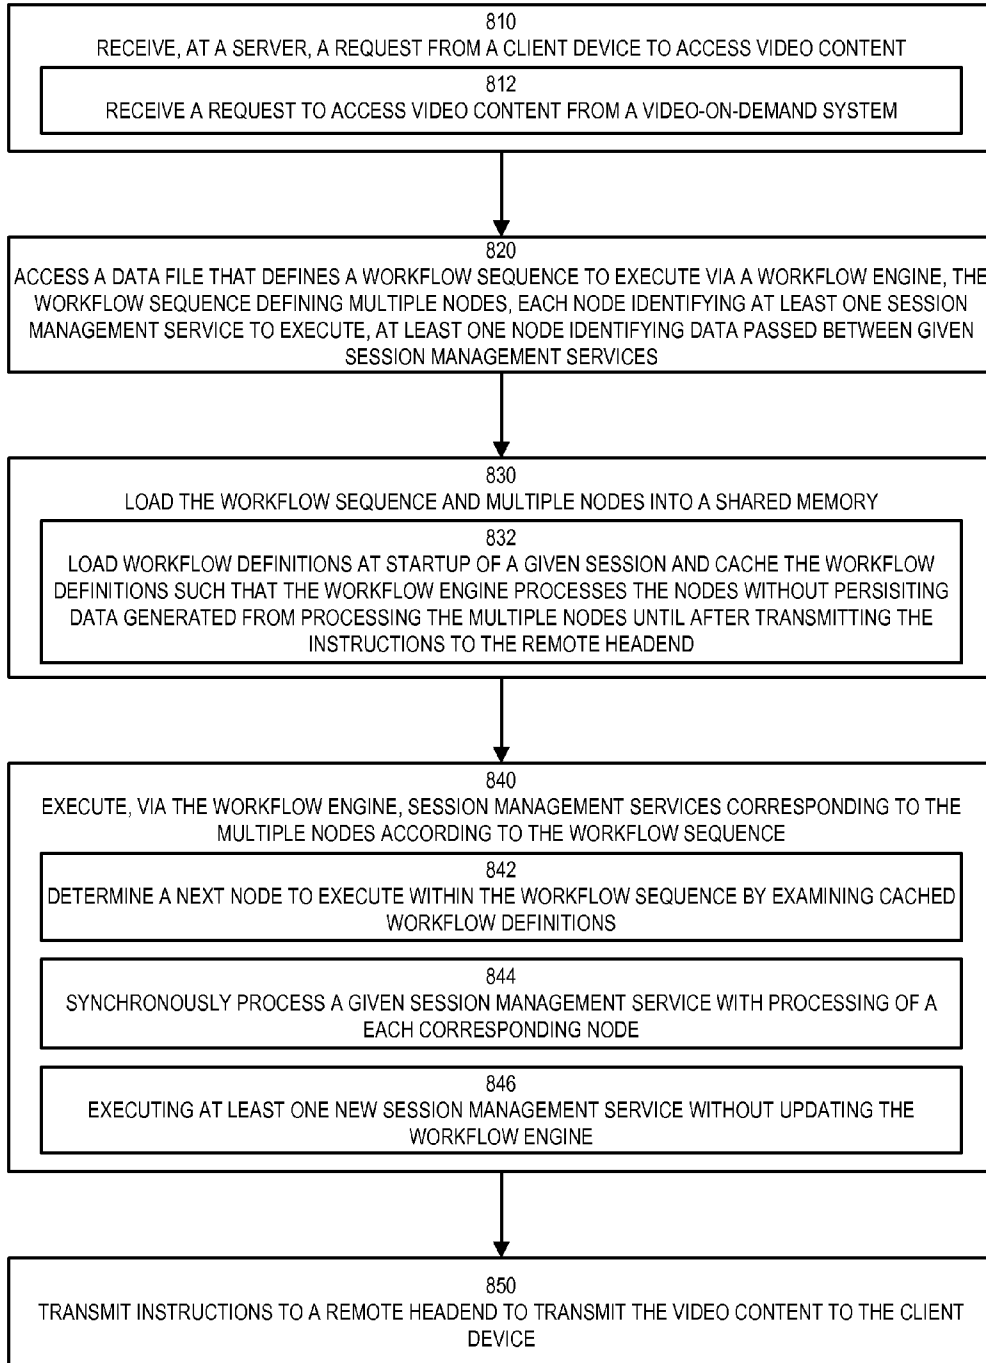 810
RECEIVE, AT A SERVER, A REQUEST FROM A CLIENT DEVICE TO ACCESS VIDEO CONTENT
812
RECEIVE A REQUEST TO ACCESS VIDEO CONTENT FROM A VIDEO-ON-DEMAND SYSTEM
820
ACCESS A DATA FILE THAT DEFINES A WORKFLOW SEQUENCE TO EXECUTE VIA A WORKFLOW ENGINE, THE
WORKFLOW SEQUENCE DEFINING MULTIPLE NODES, EACH NODE IDENTIFYING AT LEAST ONE SESSION
MANAGEMENT SERVICE TO EXECUTE, AT LEAST ONE NODE IDENTIFYING DATA PASSED BETWEEN GIVEN
SESSION MANAGEMENT SERVICES
830
LOAD THE WORKFLOW SEQUENCE AND MULTIPLE NODES INTO A SHARED MEMORY
832
LOAD WORKFLOW DEFINITIONS AT STARTUP OF A GIVEN SESSION AND CACHE THE WORKFLOW
DEFINITIONS SUCH THAT THE WORKFLOW ENGINE PROCESSES THE NODES WITHOUT PERSISITING
DATA GENERATED FROM PROCESSING THE MULTIPLE NODES UNTIL AFTER TRANSMITTING THE
INSTRUCTIONS TO THE REMOTE HEADEND
840
EXECUTE, VIA THE WORKFLOW ENGINE, SESSION MANAGEMENT SERVICES CORRESPONDING TO THE
MULTIPLE NODES ACCORDING TO THE WORKFLOW SEQUENCE
842
DETERMINE A NEXT NODE TO EXECUTE WITHIN THE WORKFLOW SEQUENCE BY EXAMINING CACHED
WORKFLOW DEFINITIONS
844
SYNCHRONOUSLY PROCESS A GIVEN SESSION MANAGEMENT SERVICE WITH PROCESSING OF A
EACH CORRESPONDING NODE
846
EXECUTING AT LEAST ONE NEW SESSION MANAGEMENT SERVICE WITHOUT UPDATING THE
WORKFLOW ENGINE
850
TRANSMIT INSTRUCTIONS TO A REMOTE HEADEND TO TRANSMIT THE VIDEO CONTENT TO THE CLIENT
DEVICE